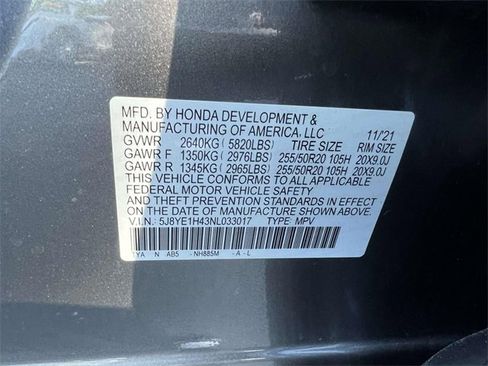 MFD. BY HONDA DEVELOPMENT &
MANUFACTURING OF AMERICA, LLC 11/21
GVWR 2640KG (5820LBS) TIRE SIZE RIM SIZE
GAWR F 1350KG (2976LBS) 255/50R20 105H 20X9.0J
GAWR R 1345KG (2965LBS) 255/50R20 105H 20X9.0J
THIS VEHICLE CONFORMS TO ALL APPLICABLE
FEDERAL MOTOR VEHICLE SAFETY
AND THEFT PREVENTION STANDARDS IN EFFECT
ON THE DATE OF MANUFACTURE SHOWN ABOVE.
V.I.N.: 5J8YE1H43NL033017 TYPE: MPV
TYA N AB5 - NH885M - A - L